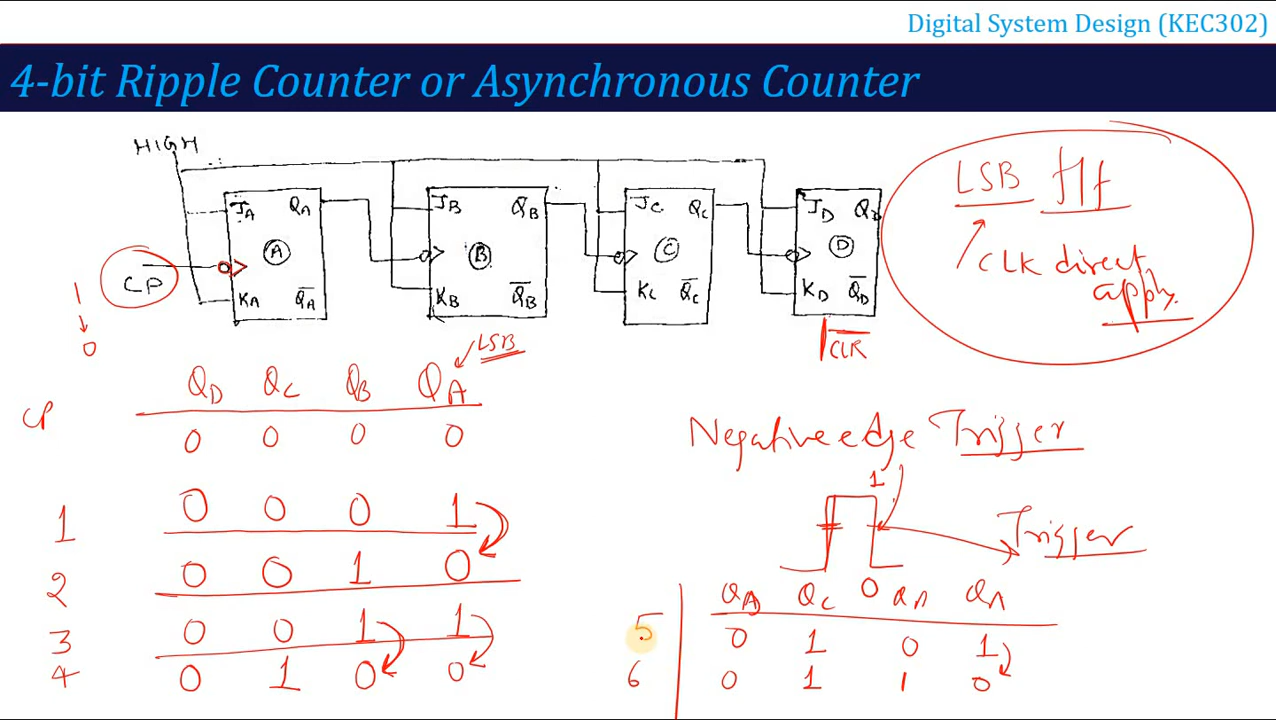 Digital System Design (KEC302)
4-bit Ripple Counter or Asynchronous Counter
HIGH
JA QA JB QB JC QC JD QD
A B C D
CP
KA Q̅A KB Q̅B KC Q̅C KD Q̅D
1
0
C̅L̅R̅
LSB f/f
CLK direct
apply.
LSB
QD QC QB QA
CP
0 0 0 0
1 0 0 0 1
2 0 0 1 0
3 0 0 1 1
4 0 1 0 0
Negative edge Trigger
1
Trigger
0
QD QC QB QA
5 0 1 0 1
6 0 1 1 0